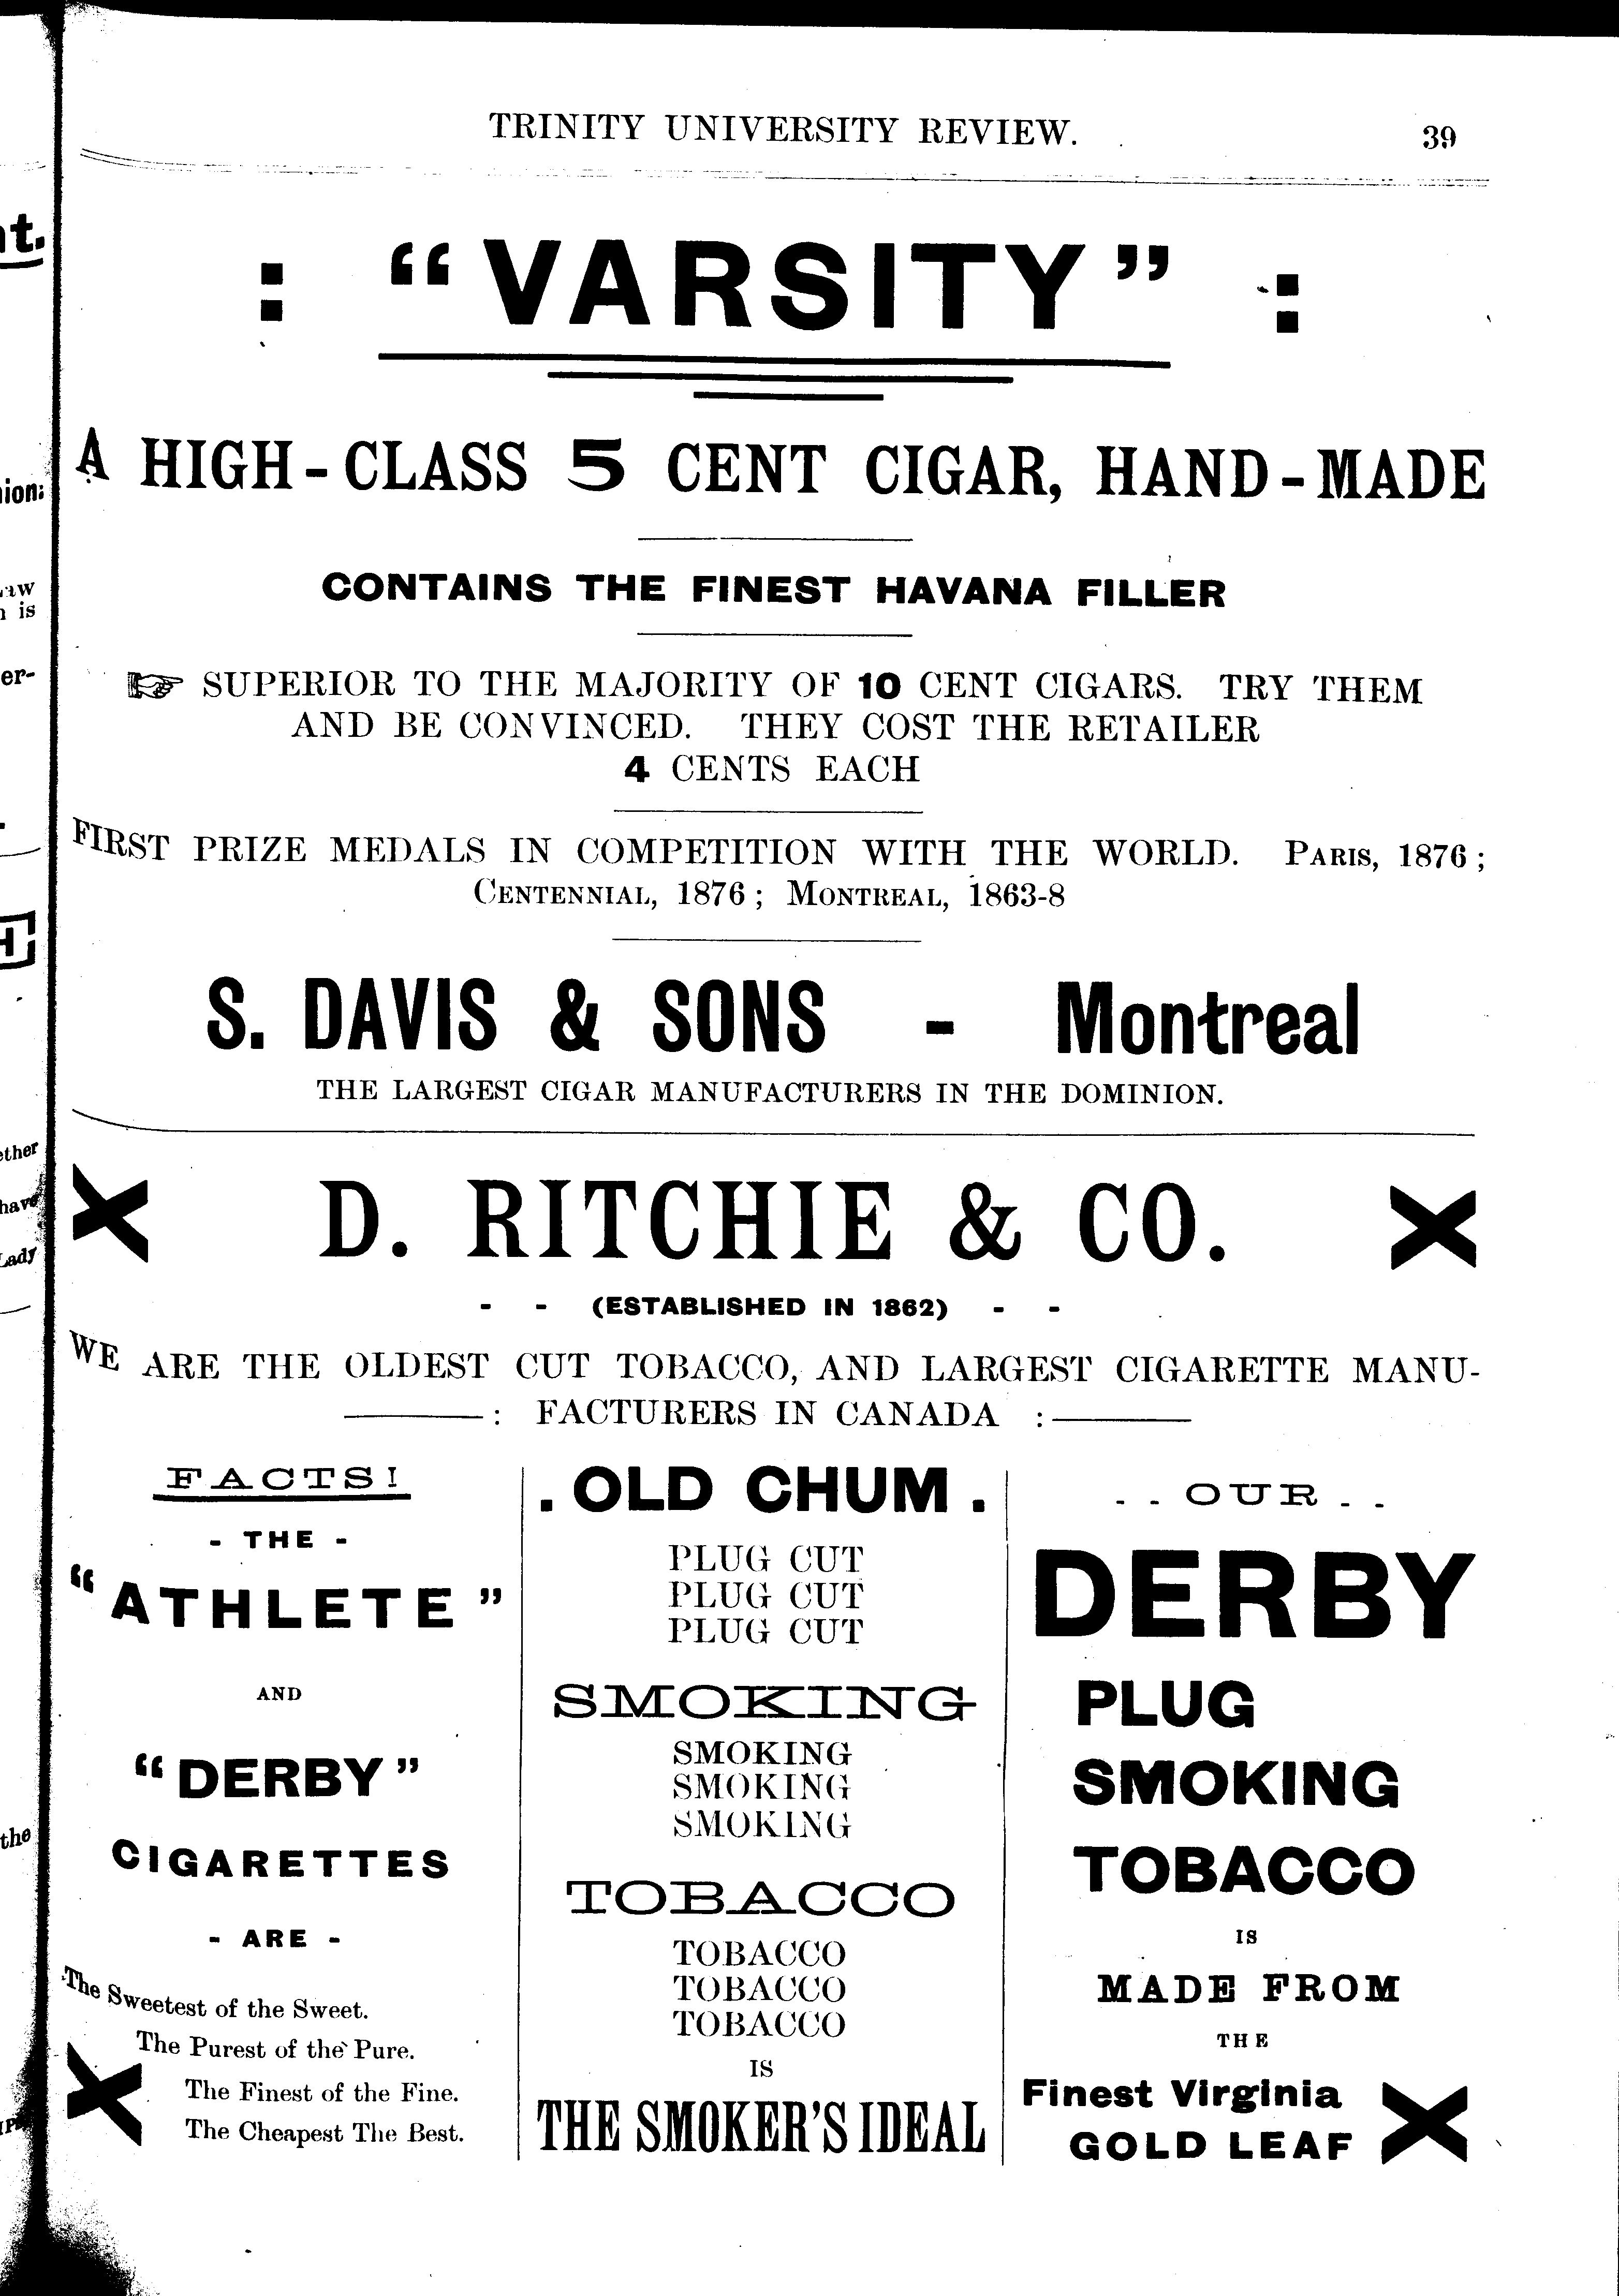 TRINITY UNIVERSITY REVIEW. 39
: "VARSITY" :
A HIGH-CLASS 5 CENT CIGAR, HAND-MADE
CONTAINS THE FINEST HAVANA FILLER
☞ SUPERIOR TO THE MAJORITY OF 10 CENT CIGARS. TRY THEM
AND BE CONVINCED. THEY COST THE RETAILER
4 CENTS EACH
FIRST PRIZE MEDALS IN COMPETITION WITH THE WORLD. PARIS, 1876;
CENTENNIAL, 1876; MONTREAL, 1863-8
S. DAVIS & SONS - Montreal
THE LARGEST CIGAR MANUFACTURERS IN THE DOMINION.
D. RITCHIE & CO.
- - (ESTABLISHED IN 1862) - -
WE ARE THE OLDEST CUT TOBACCO, AND LARGEST CIGARETTE MANU-
: FACTURERS IN CANADA :
FACTS!
- THE -
"ATHLETE"
AND
"DERBY"
CIGARETTES
- ARE -
The Sweetest of the Sweet.
The Purest of the Pure.
The Finest of the Fine.
The Cheapest The Best.
. OLD CHUM .
PLUG CUT
PLUG CUT
PLUG CUT
SMOKING
SMOKING
SMOKING
SMOKING
TOBACCO
TOBACCO
TOBACCO
TOBACCO
IS
THE SMOKER'S IDEAL
- - OUR - -
DERBY
PLUG
SMOKING
TOBACCO
IS
MADE FROM
THE
Finest Virginia
GOLD LEAF